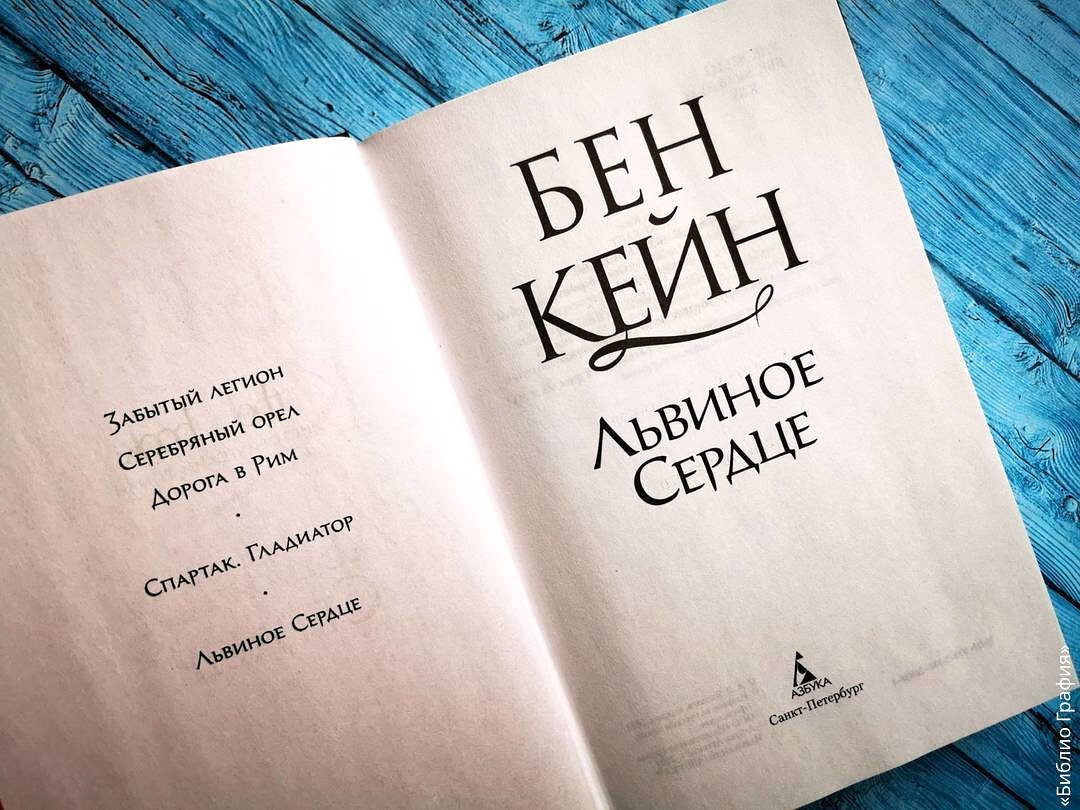 Забытый легион
Серебряный орел
Дорога в Рим
·
Спартак. Гладиатор
·
Львиное Сердце
БЕН
КЕЙН
Львиное
Сердце
АЗБУКА
Санкт-Петербург
«Библио Графия»